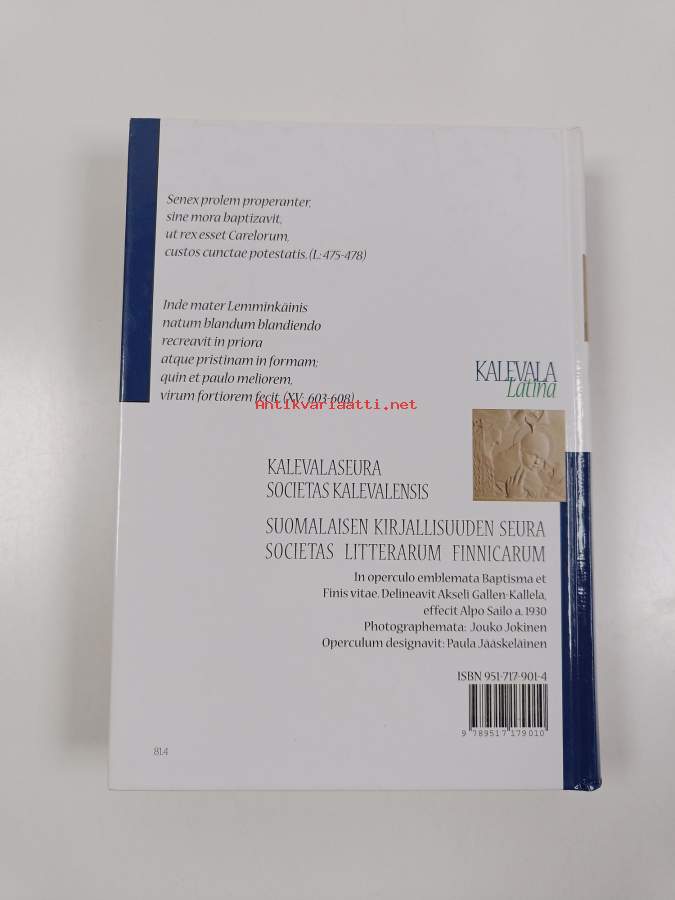 Senex prolem properanter,
sine mora baptizavit,
ut rex esset Carelorum,
custos cunctae potestatis. (L: 475-478)
Inde mater Lemminkäinis
natum blandum blandiendo
recreavit in priora
atque pristinam in formam;
quin et paulo meliorem,
virum fortiorem fecit. (XV: 603-608)
Antikvariaatti.net
KALEVALA
Latina
KALEVALASEURA
SOCIETAS KALEVALENSIS
SUOMALAISEN KIRJALLISUUDEN SEURA
SOCIETAS LITTERARUM FINNICARUM
In operculo emblemata Baptisma et
Finis vitae. Delineavit Akseli Gallen-Kallela,
effecit Alpo Sailo a. 1930
Photographemata: Jouko Jokinen
Operculum designavit: Paula Jääskeläinen
ISBN 951-717-901-4
9 789517 179010
81.4